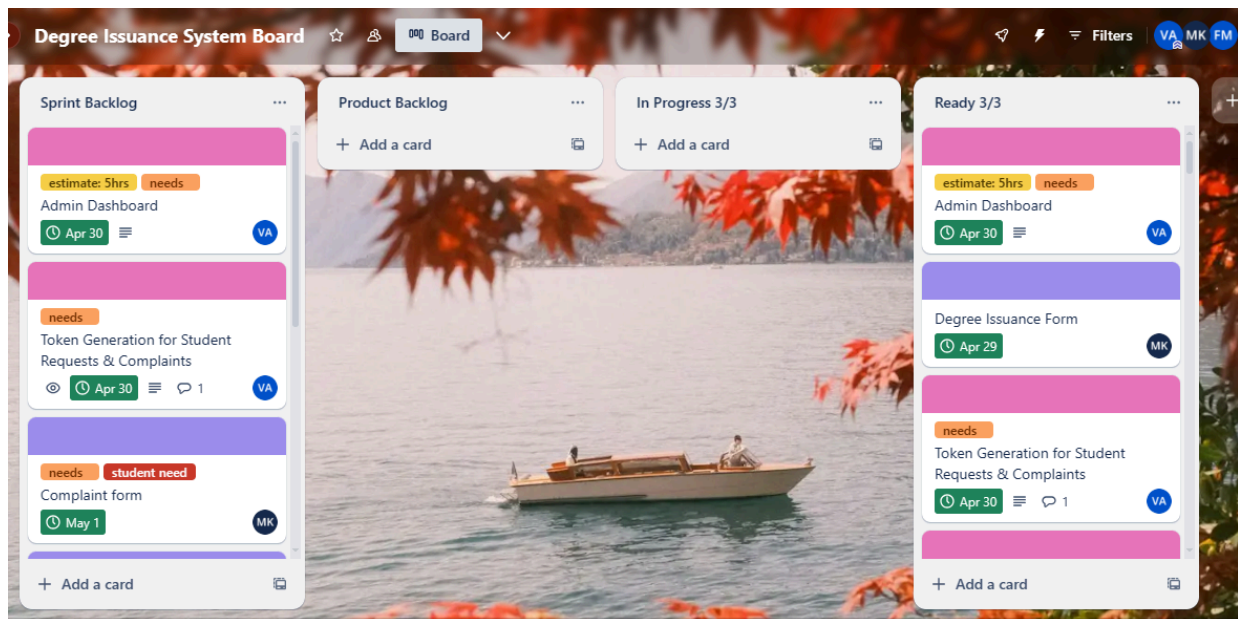 Degree Issuance System Board
Board
Filters
VA
MK
FM
Sprint Backlog
estimate: 5hrs
needs
Admin Dashboard
Apr 30
VA
needs
Token Generation for Student
Requests & Complaints
Apr 30
1
VA
needs
student need
Complaint form
May 1
MK
+ Add a card
Product Backlog
+ Add a card
In Progress 3/3
+ Add a card
Ready 3/3
estimate: 5hrs
needs
Admin Dashboard
Apr 30
VA
Degree Issuance Form
Apr 29
MK
needs
Token Generation for Student
Requests & Complaints
Apr 30
1
VA
+ Add a card